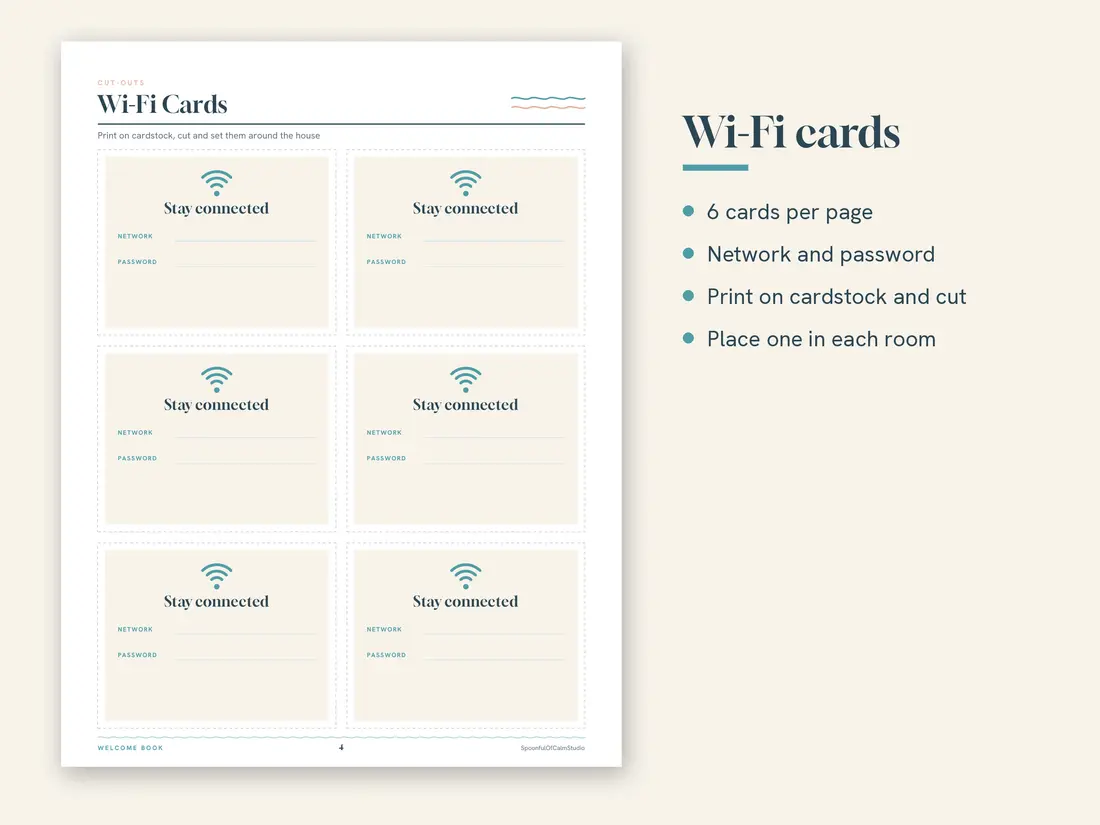 CUT-OUTS
Wi-Fi Cards
Print on cardstock, cut and set them around the house
Stay connected
NETWORK
PASSWORD
Stay connected
NETWORK
PASSWORD
Stay connected
NETWORK
PASSWORD
Stay connected
NETWORK
PASSWORD
Stay connected
NETWORK
PASSWORD
Stay connected
NETWORK
PASSWORD
WELCOME BOOK
4
SpoonfulOfCalmStudio
Wi-Fi cards
6 cards per page
Network and password
Print on cardstock and cut
Place one in each room